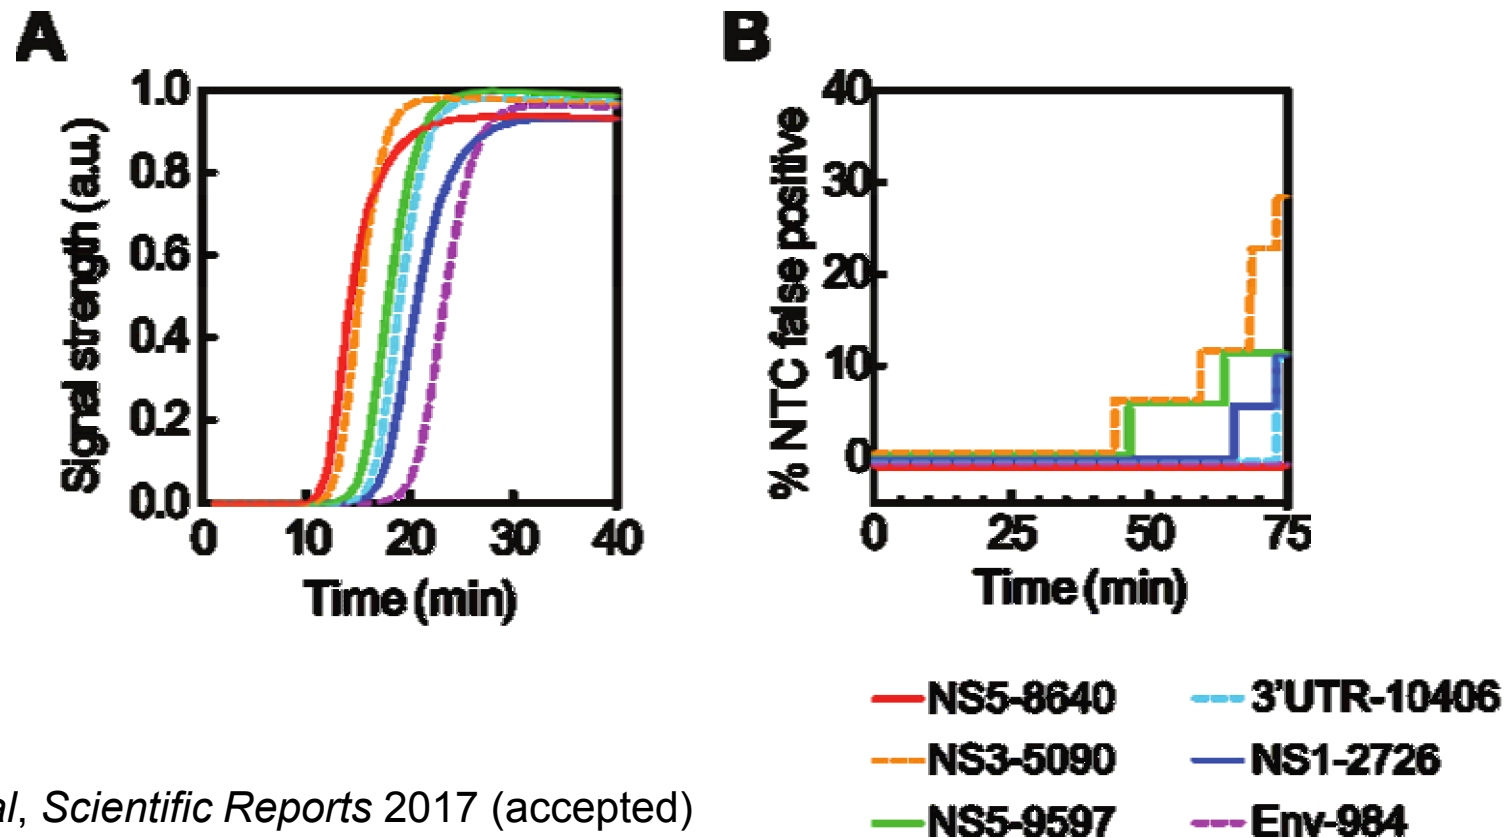 A
B
Signal strength (a.u.)
1.0
0.8
0.6
0.4
0.2
0.0
0 10 20 30 40
Time (min)
% NTC false positive
40
30
20
10
0
0 25 50 75
Time (min)
NS5-8640 3'UTR-10406
NS3-5090 NS1-2726
NS5-9597 Env-984
l, Scientific Reports 2017 (accepted)